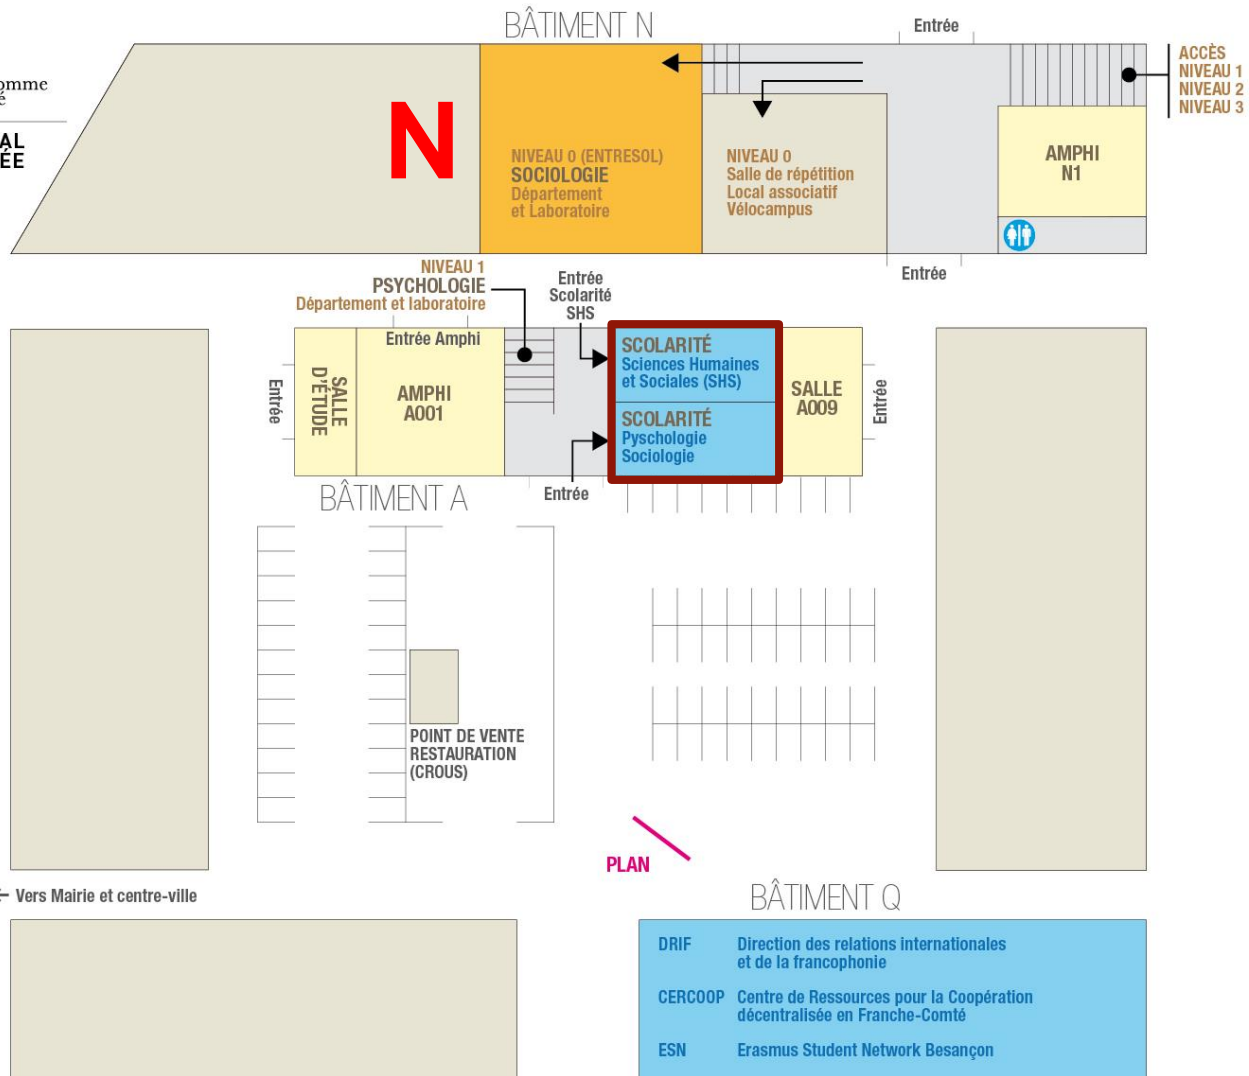 BÂTIMENT N
Entrée
ACCÈS
NIVEAU 1
NIVEAU 2
NIVEAU 3
N
NIVEAU 0 (ENTRESOL)
SOCIOLOGIE
Département
et Laboratoire
NIVEAU 0
Salle de répétition
Local associatif
Vélocampus
AMPHI
N1
Entrée
NIVEAU 1
PSYCHOLOGIE
Département et laboratoire
Entrée
Scolarité
SHS
Entrée
SALLE
D'ÉTUDE
Entrée Amphi
AMPHI
A001
SCOLARITÉ
Sciences Humaines
et Sociales (SHS)
SCOLARITÉ
Pyschologie
Sociologie
SALLE
A009
Entrée
Entrée
BÂTIMENT A
POINT DE VENTE
RESTAURATION
(CROUS)
PLAN
← Vers Mairie et centre-ville
BÂTIMENT Q
DRIF Direction des relations internationales
et de la francophonie
CERCOOP Centre de Ressources pour la Coopération
décentralisée en Franche-Comté
ESN Erasmus Student Network Besançon